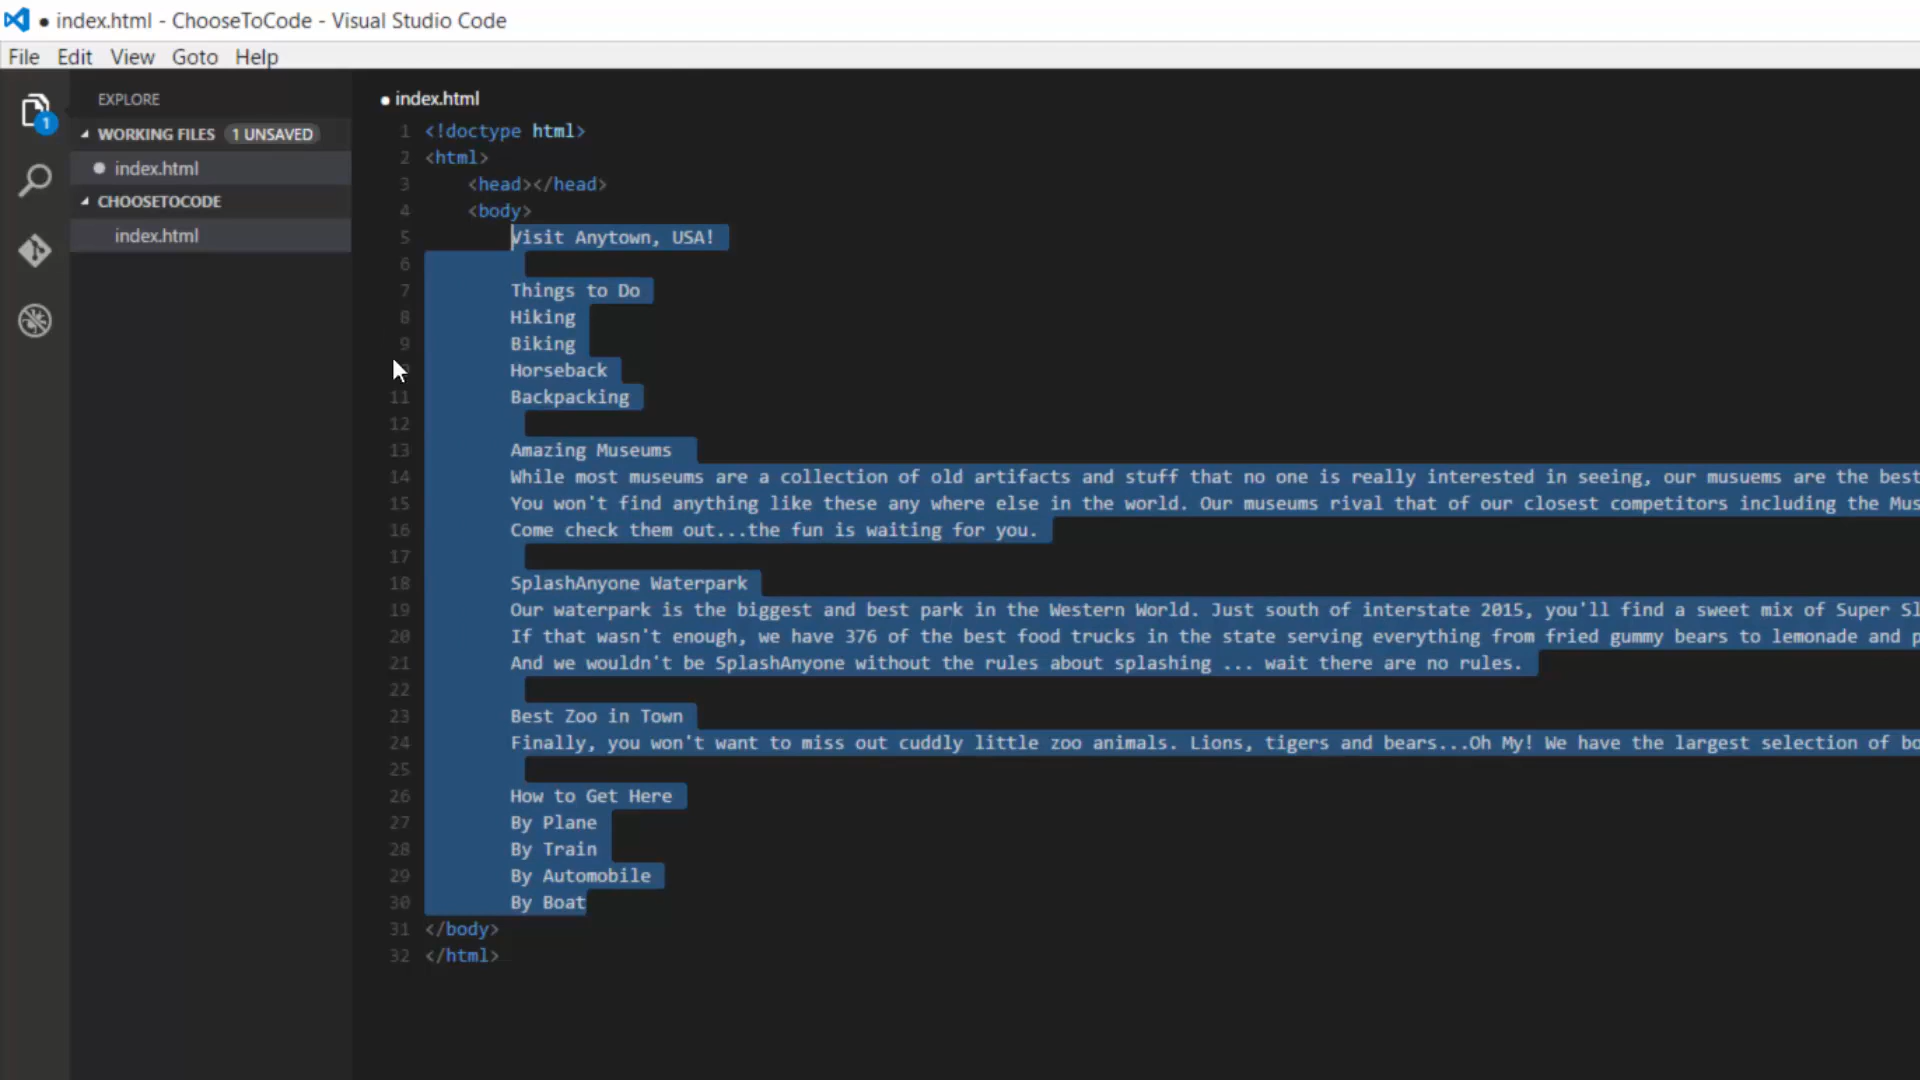 ● index.html - ChooseToCode - Visual Studio Code
File Edit View Goto Help
EXPLORE
WORKING FILES 1 UNSAVED
index.html
CHOOSETOCODE
index.html
1
● index.html
1 <!doctype html>
2 <html>
3 <head></head>
4 <body>
5 Visit Anytown, USA!
6
7 Things to Do
8 Hiking
9 Biking
Horseback
11 Backpacking
12
13 Amazing Museums
14 While most museums are a collection of old artifacts and stuff that no one is really interested in seeing, our musuems are the best
15 You won't find anything like these any where else in the world. Our museums rival that of our closest competitors including the Mus
16 Come check them out...the fun is waiting for you.
17
18 SplashAnyone Waterpark
19 Our waterpark is the biggest and best park in the Western World. Just south of interstate 2015, you'll find a sweet mix of Super Sl
20 If that wasn't enough, we have 376 of the best food trucks in the state serving everything from fried gummy bears to lemonade and p
21 And we wouldn't be SplashAnyone without the rules about splashing ... wait there are no rules.
22
23 Best Zoo in Town
24 Finally, you won't want to miss out cuddly little zoo animals. Lions, tigers and bears...Oh My! We have the largest selection of bo
25
26 How to Get Here
27 By Plane
28 By Train
29 By Automobile
30 By Boat
31 </body>
32 </html>